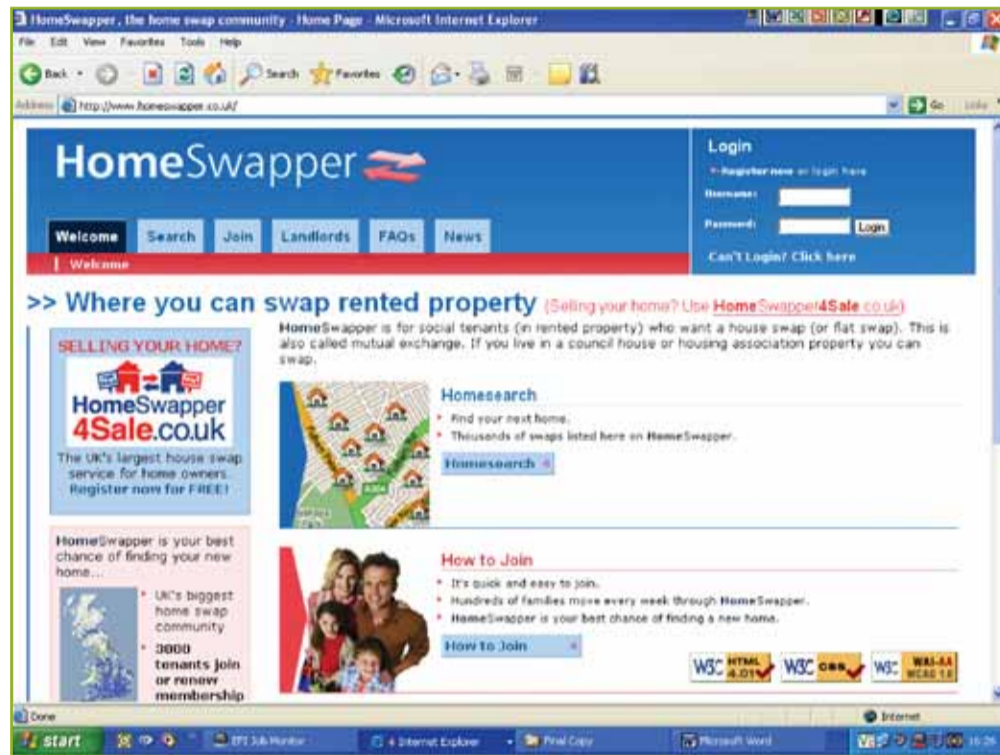 HomeSwapper, the home swap community - Home Page - Microsoft Internet Explorer
File Edit View Favorites Tools Help
Back Search Favorites
Address http://www.homeswapper.co.uk/ Go Links
HomeSwapper
Login
Register now or login here
Username:
Password: Login
Can't Login? Click here
Welcome Search Join Landlords FAQs News
Welcome
>> Where you can swap rented property (Selling your home? Use HomeSwapper4Sale.co.uk)
HomeSwapper is for social tenants (in rented property) who want a house swap (or flat swap). This is
also called mutual exchange. If you live in a council house or housing association property you can
swap.
SELLING YOUR HOME?
HomeSwapper
4Sale.co.uk
The UK's largest house swap
service for home owners.
Register now for FREE!
Homesearch
Find your next home.
Thousands of swaps listed here on HomeSwapper.
Homesearch
HomeSwapper is your best
chance of finding your new
home...
UK's biggest
home swap
community
3000
tenants join
or renew
membership
How to Join
It's quick and easy to join.
Hundreds of families move every week through HomeSwapper.
HomeSwapper is your best chance of finding a new home.
How to Join
W3C HTML 4.01
W3C CSS
W3C WAI-AA WCAG 1.0
Done Internet
start EFI Job Monitor 4 Internet Explorer Final Copy Microsoft Word